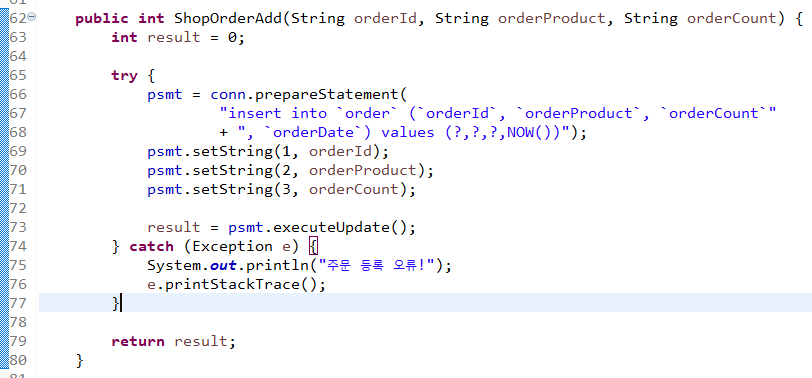 62 public int ShopOrderAdd(String orderId, String orderProduct, String orderCount) {
63 int result = 0;
64
65 try {
66 psmt = conn.prepareStatement(
67 "insert into `order` (`orderId`, `orderProduct`, `orderCount`"
68 + ", `orderDate`) values (?,?,?,NOW())");
69 psmt.setString(1, orderId);
70 psmt.setString(2, orderProduct);
71 psmt.setString(3, orderCount);
72
73 result = psmt.executeUpdate();
74 } catch (Exception e) {
75 System.out.println("주문 등록 오류!");
76 e.printStackTrace();
77 }
78
79 return result;
80 }